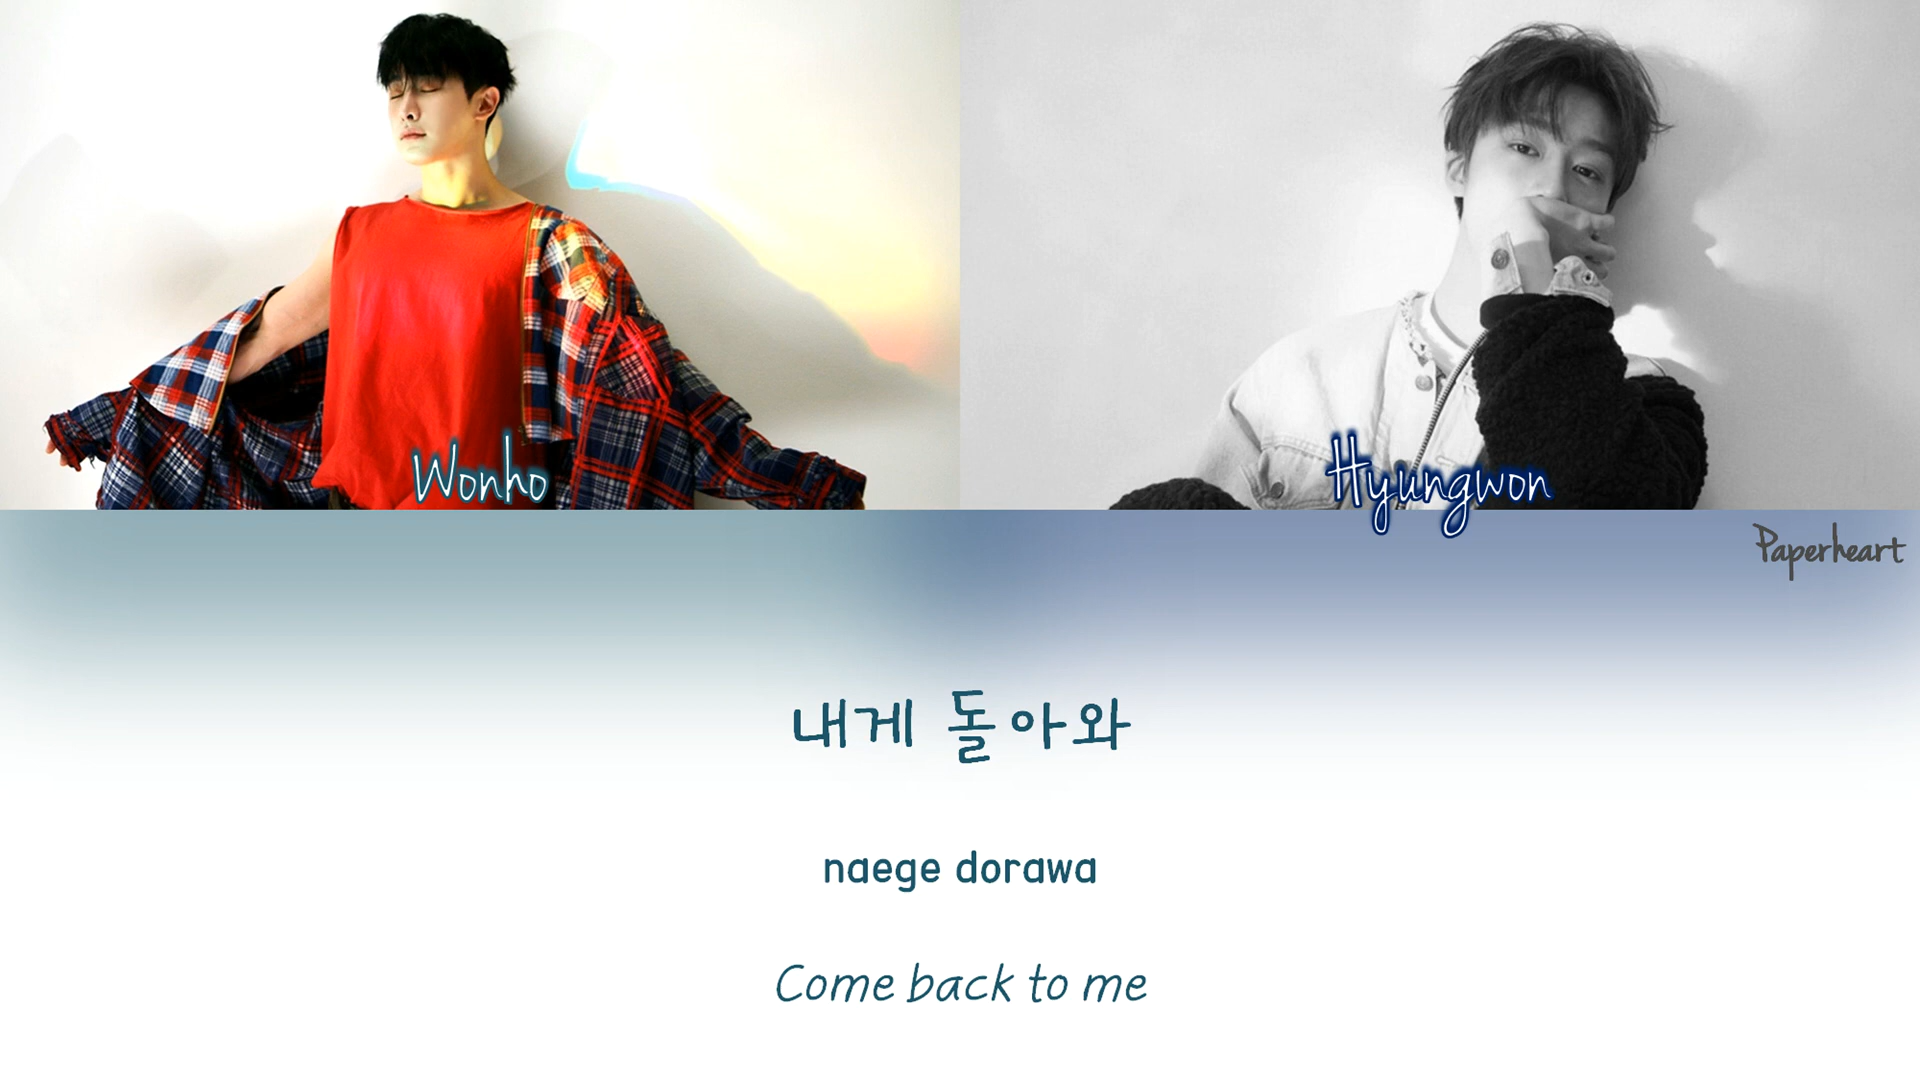 Wonho
Hyungwon
Paperheart
내게 돌아와
naege dorawa
Come back to me